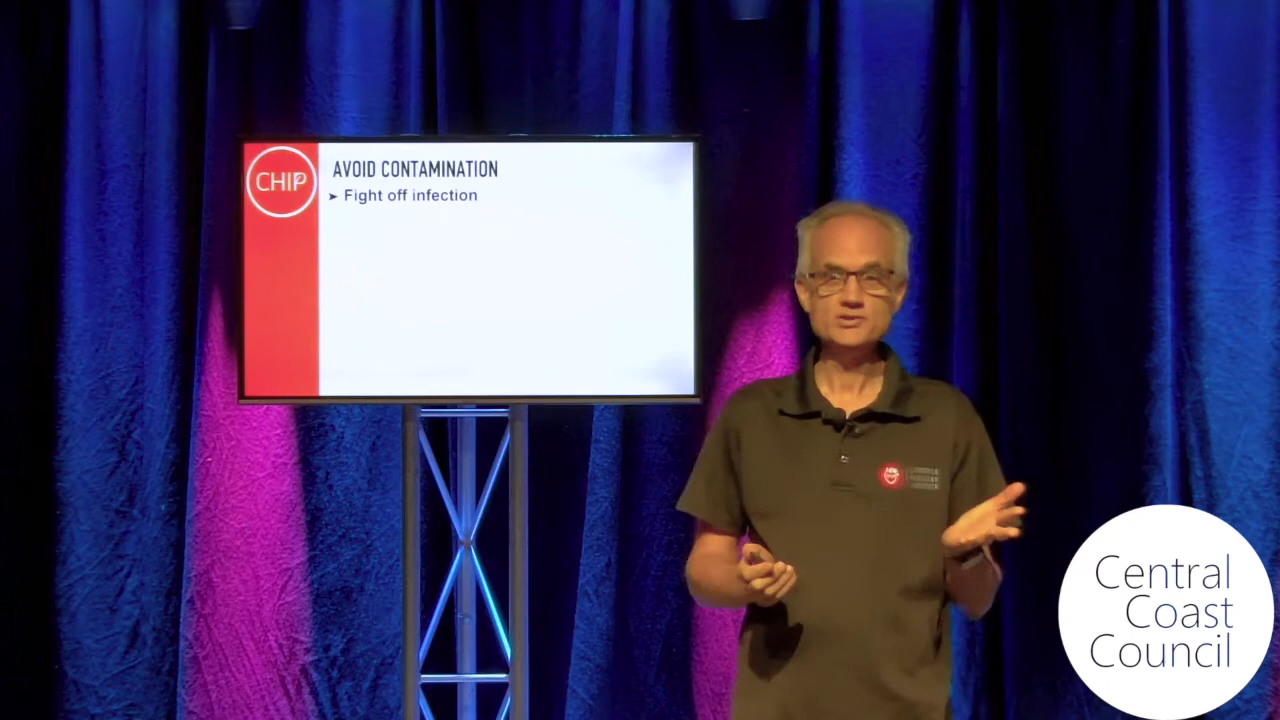 CHIP
AVOID CONTAMINATION
➤ Fight off infection
Central
Coast
Council